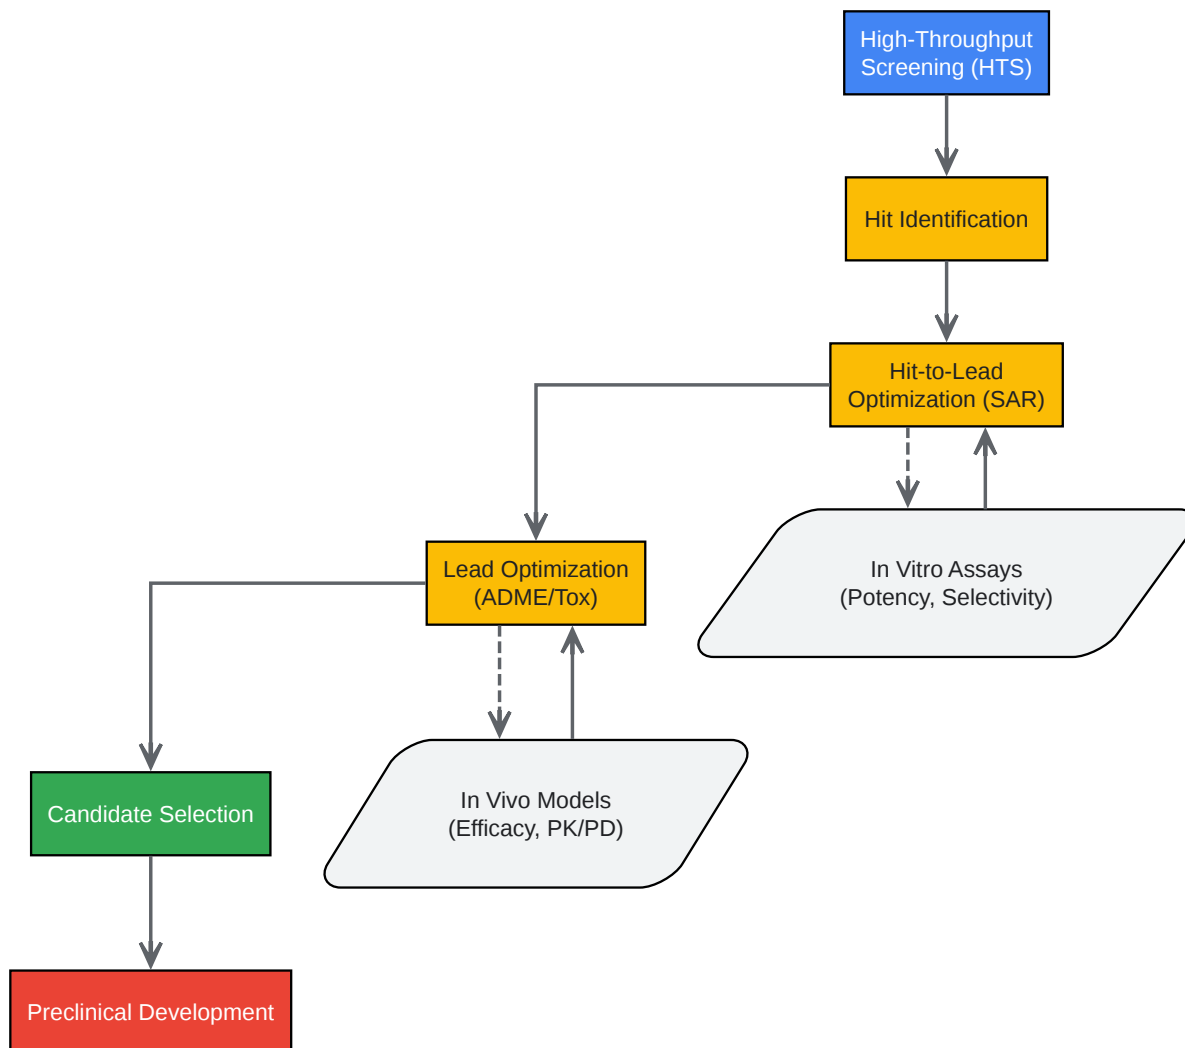 High-Throughput
Screening (HTS)
Hit Identification
Hit-to-Lead
Optimization (SAR)
In Vitro Assays
(Potency, Selectivity)
Lead Optimization
(ADME/Tox)
In Vivo Models
(Efficacy, PK/PD)
Candidate Selection
Preclinical Development